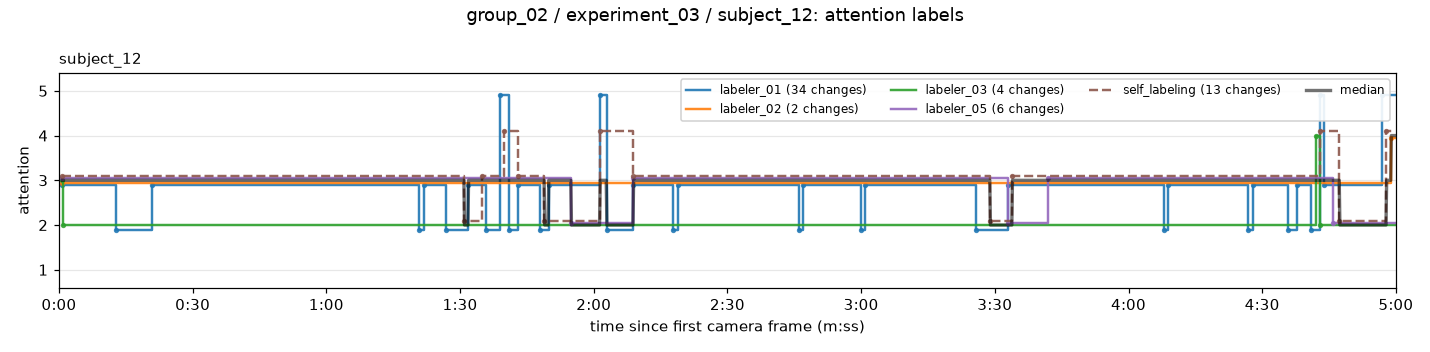 group_02 / experiment_03 / subject_12: attention labels
subject_12
labeler_01 (34 changes)
labeler_02 (2 changes)
labeler_03 (4 changes)
labeler_05 (6 changes)
self_labeling (13 changes)
median
attention
5
4
3
2
1
0:00 0:30 1:00 1:30 2:00 2:30 3:00 3:30 4:00 4:30 5:00
time since first camera frame (m:ss)